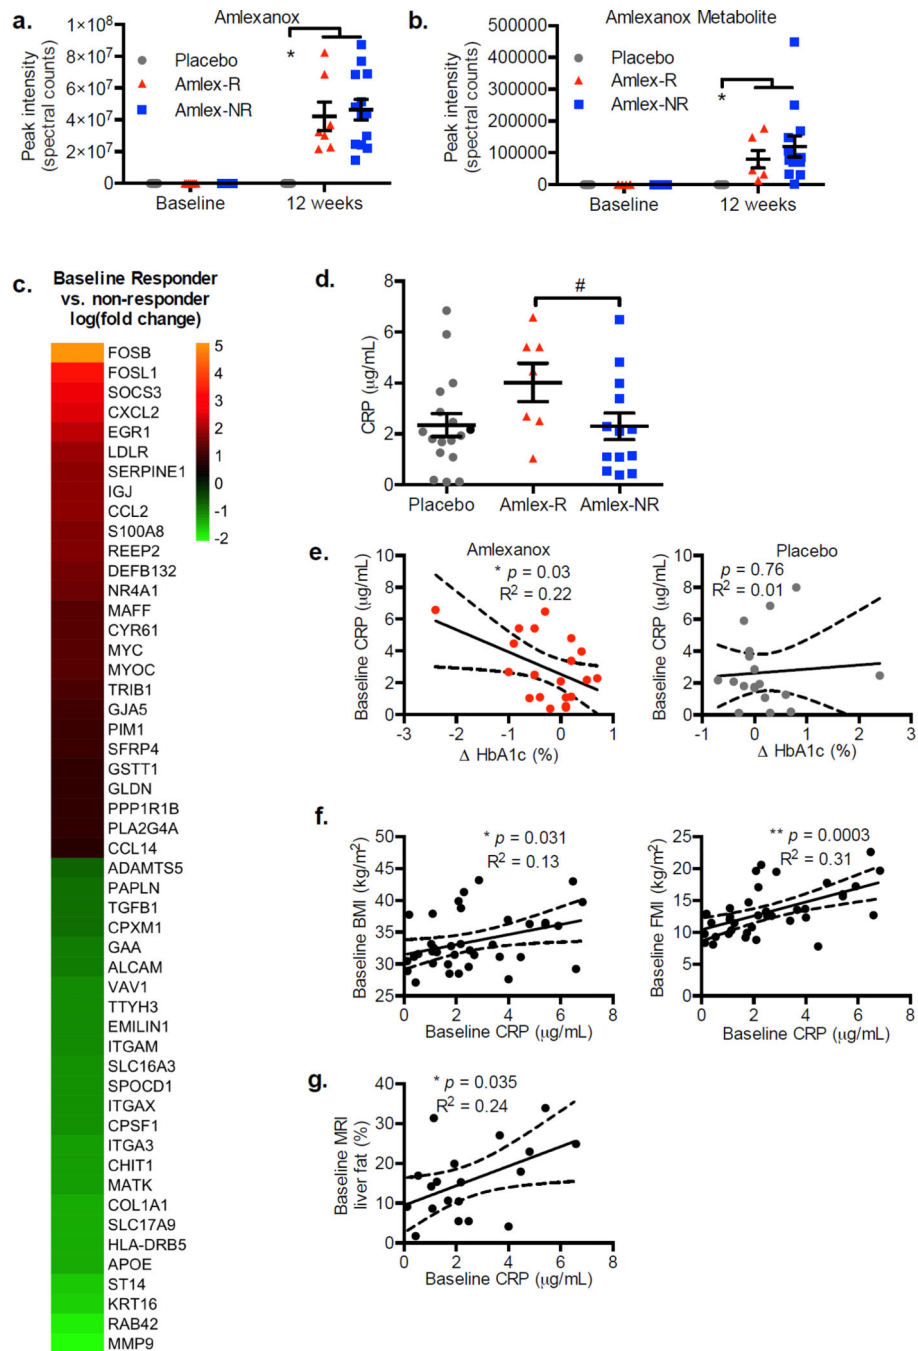 a.
Amlexanox
1×10⁸
8×10⁷
6×10⁷
4×10⁷
2×10⁷
0
Peak intensity
(spectral counts)
Placebo
Amlex-R
Amlex-NR
*
Baseline
12 weeks
b.
Amlexanox Metabolite
500000
400000
300000
200000
100000
0
Peak intensity
(spectral counts)
Placebo
Amlex-R
Amlex-NR
*
Baseline
12 weeks
c.
Baseline Responder
vs. non-responder
log(fold change)
5
4
3
2
1
0
-1
-2
FOSB
FOSL1
SOCS3
CXCL2
EGR1
LDLR
SERPINE1
IGJ
CCL2
S100A8
REEP2
DEFB132
NR4A1
MAFF
CYR61
MYC
MYOC
TRIB1
GJA5
PIM1
SFRP4
GSTT1
GLDN
PPP1R1B
PLA2G4A
CCL14
ADAMTS5
PAPLN
TGFB1
CPXM1
GAA
ALCAM
VAV1
TTYH3
EMILIN1
ITGAM
SLC16A3
SPOCD1
ITGAX
CPSF1
ITGA3
CHIT1
MATK
COL1A1
SLC17A9
HLA-DRB5
APOE
ST14
KRT16
RAB42
MMP9
d.
8
6
4
2
0
CRP (µg/mL)
#
Placebo
Amlex-R
Amlex-NR
e.
Amlexanox
* p = 0.03
R² = 0.22
10
8
6
4
2
0
Baseline CRP (µg/mL)
-3
-2
-1
0
1
Δ HbA1c (%)
Placebo
p = 0.76
R² = 0.01
10
8
6
4
2
0
Baseline CRP (µg/mL)
-1
0
1
2
3
Δ HbA1c (%)
f.
* p = 0.031
R² = 0.13
50
45
40
35
30
25
Baseline BMI (kg/m²)
0
2
4
6
8
Baseline CRP (µg/mL)
** p = 0.0003
R² = 0.31
25
20
15
10
5
0
Baseline FMI (kg/m²)
0
2
4
6
8
Baseline CRP (µg/mL)
g.
* p = 0.035
R² = 0.24
40
30
20
10
0
Baseline MRI
liver fat (%)
0
2
4
6
8
Baseline CRP (µg/mL)